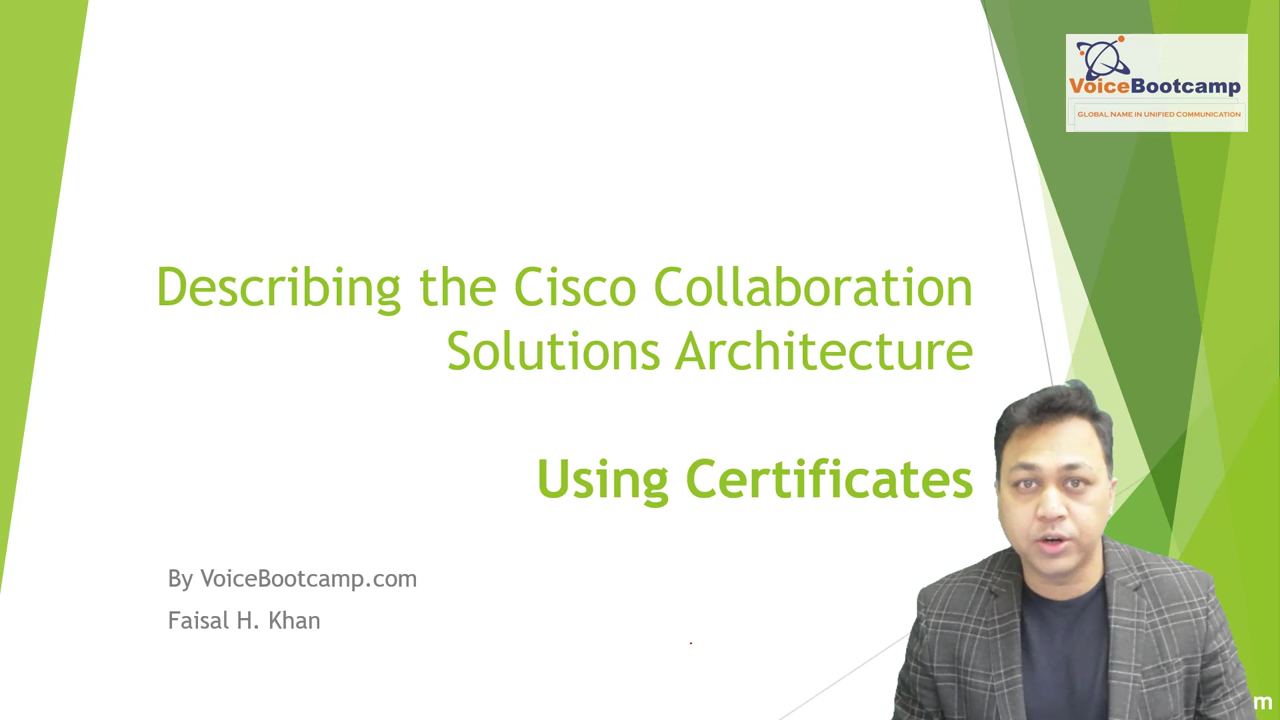 VoiceBootcamp
GLOBAL NAME IN UNIFIED COMMUNICATION
Describing the Cisco Collaboration
Solutions Architecture
Using Certificates
By VoiceBootcamp.com
Faisal H. Khan